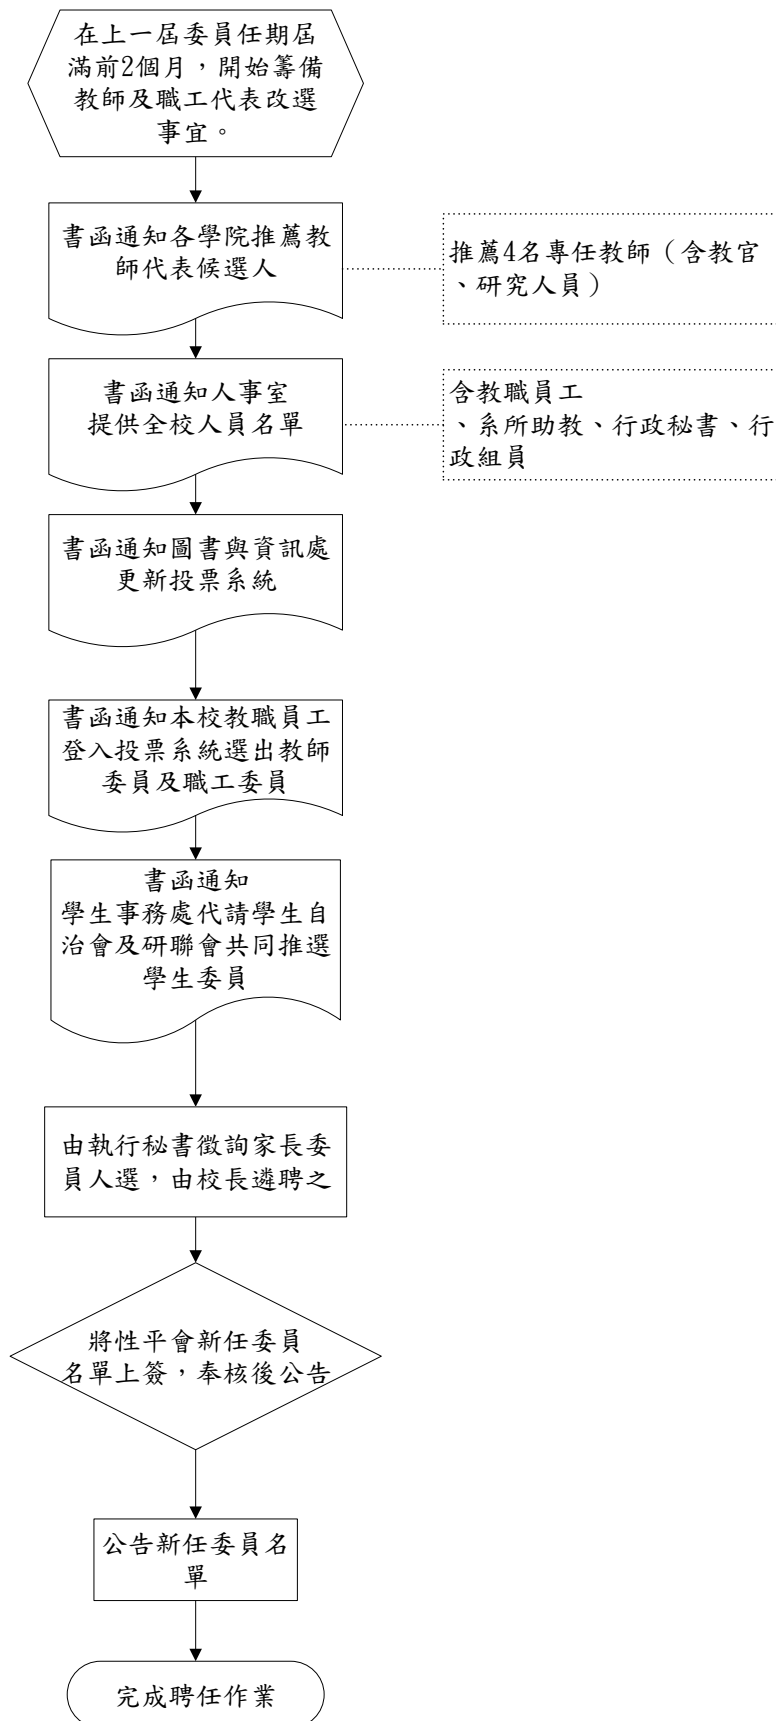 在上一屆委員任期屆
滿前2個月，開始籌備
教師及職工代表改選
事宜。
書函通知各學院推薦教
師代表候選人
推薦4名專任教師（含教官
、研究人員）
書函通知人事室
提供全校人員名單
含教職員工
、系所助教、行政秘書、行
政組員
書函通知圖書與資訊處
更新投票系統
書函通知本校教職員工
登入投票系統選出教師
委員及職工委員
書函通知
學生事務處代請學生自
治會及研聯會共同推選
學生委員
由執行秘書徵詢家長委
員人選，由校長遴聘之
將性平會新任委員
名單上簽，奉核後公告
公告新任委員名
單
完成聘任作業